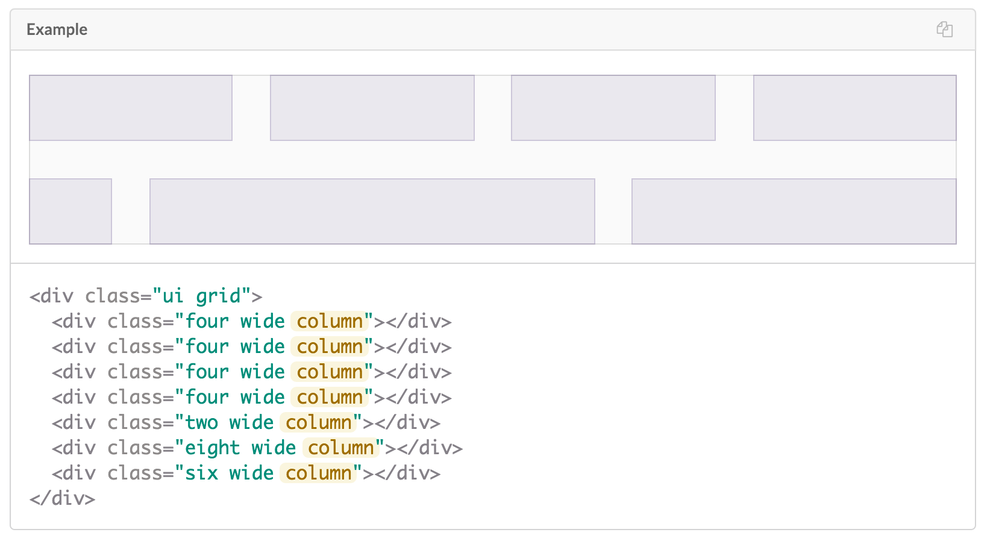 Example
<div class="ui grid">
  <div class="four wide column"></div>
  <div class="four wide column"></div>
  <div class="four wide column"></div>
  <div class="four wide column"></div>
  <div class="two wide column"></div>
  <div class="eight wide column"></div>
  <div class="six wide column"></div>
</div>